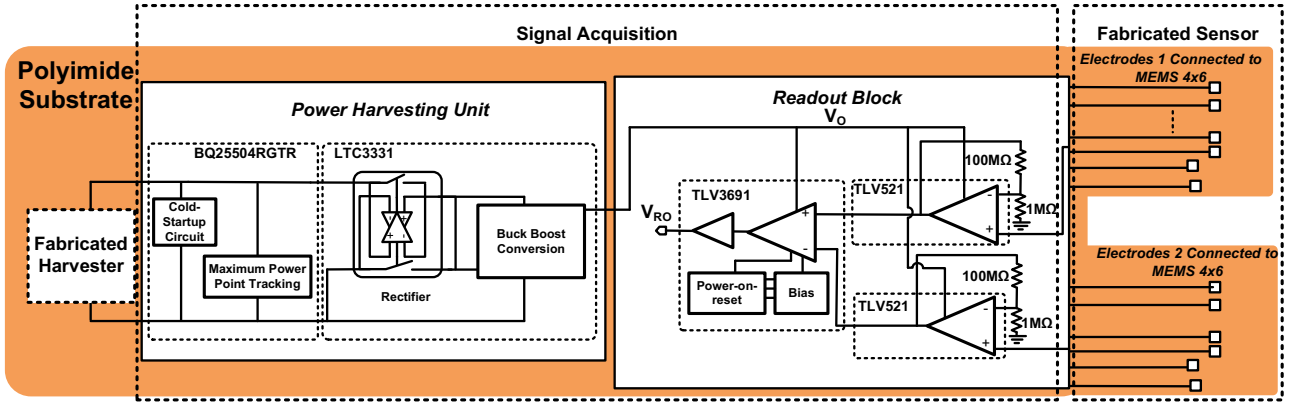 Signal Acquisition
Fabricated Sensor
Polyimide
Substrate
Electrodes 1 Connected to
MEMS 4x6
Power Harvesting Unit
Readout Block
VO
BQ25504RGTR
LTC3331
100MΩ
TLV3691
TLV521
-
1MΩ
+
Cold-
Startup
Circuit
VRO
+
-
Fabricated
Harvester
Buck Boost
Conversion
Maximum Power
Point Tracking
Rectifier
Power-on-
reset
Bias
Electrodes 2 Connected to
MEMS 4x6
100MΩ
TLV521
-
1MΩ
+